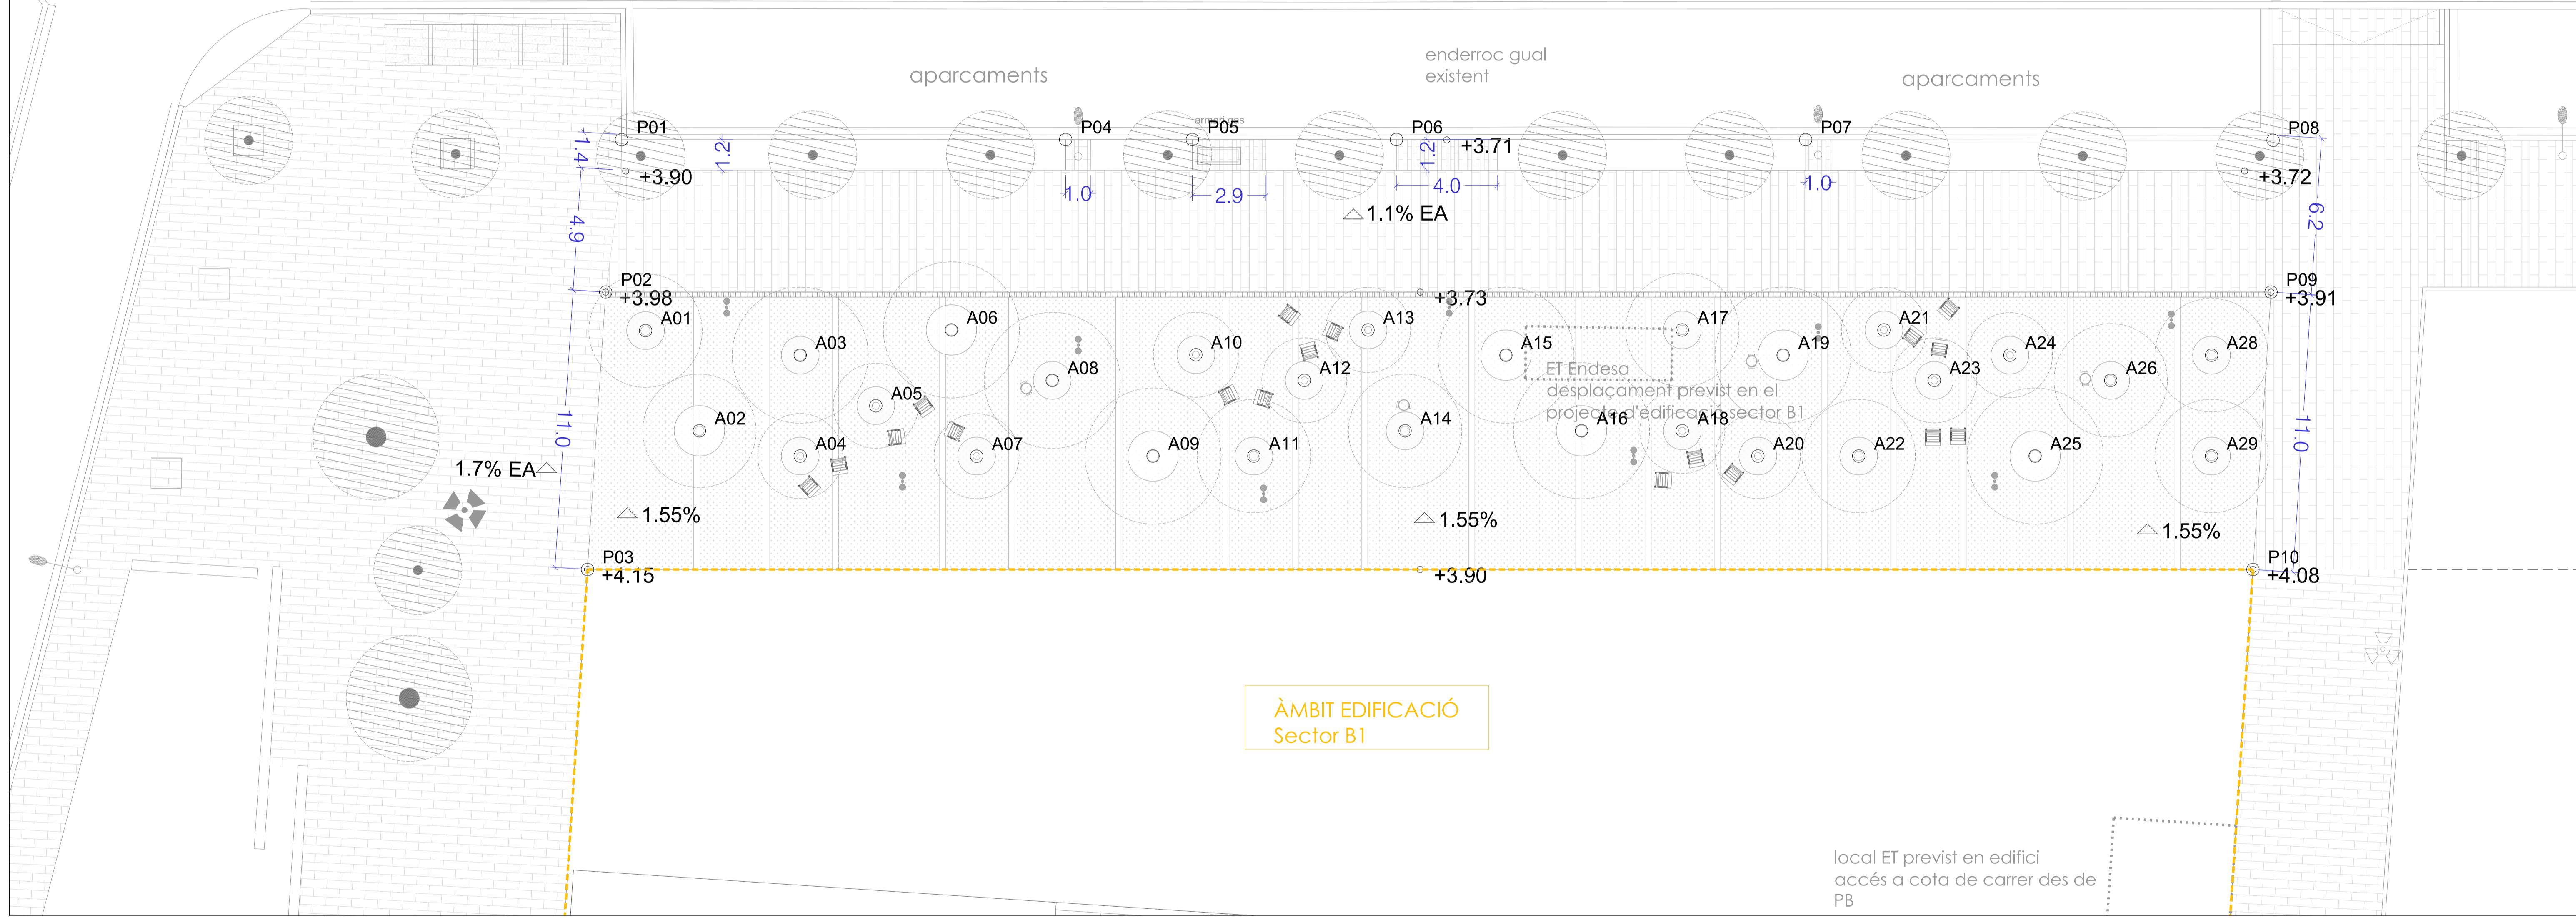 enderroc gual
existent
aparcaments
aparcaments
armari gas
P01
P04
P05
P06
P07
P08
1.4
1.2
1.2
+3.71
+3.90
+3.72
1.0
2.9
4.0
1.0
1.1% EA
4.9
6.2
P02
+3.98
+3.73
P09
+3.91
A01
A06
A13
A17
A21
A03
A10
A15
A19
A24
A28
A08
A12
A23
A26
ET Endesa
desplaçament previst en el
projecte d'edificació sector B1
A05
A02
A14
A16
A18
A04
A07
A09
A11
A20
A22
A25
A29
11.0
11.0
1.7% EA
1.55%
1.55%
1.55%
P03
+4.15
+3.90
P10
+4.08
ÀMBIT EDIFICACIÓ
Sector B1
local ET previst en edifici
accés a cota de carrer des de
PB